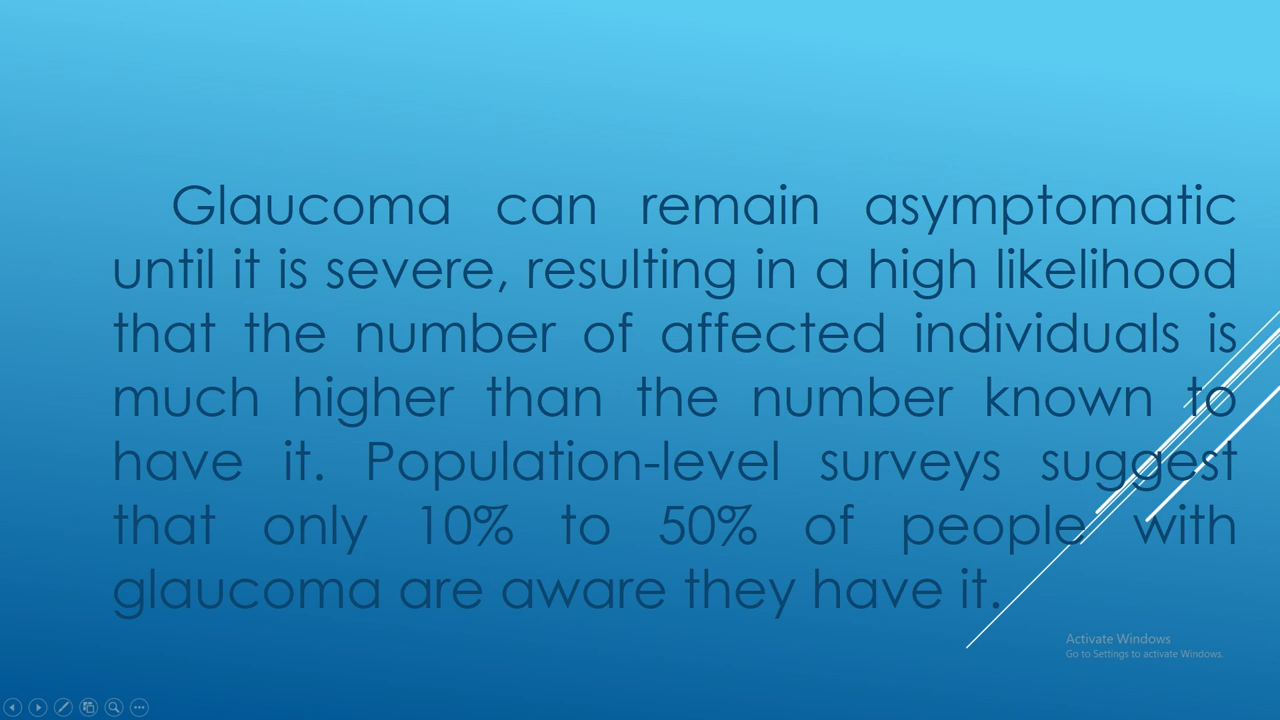 Glaucoma can remain asymptomatic
until it is severe, resulting in a high likelihood
that the number of affected individuals is
much higher than the number known to
have it. Population-level surveys suggest
that only 10% to 50% of people with
glaucoma are aware they have it.
Activate Windows
Go to Settings to activate Windows.